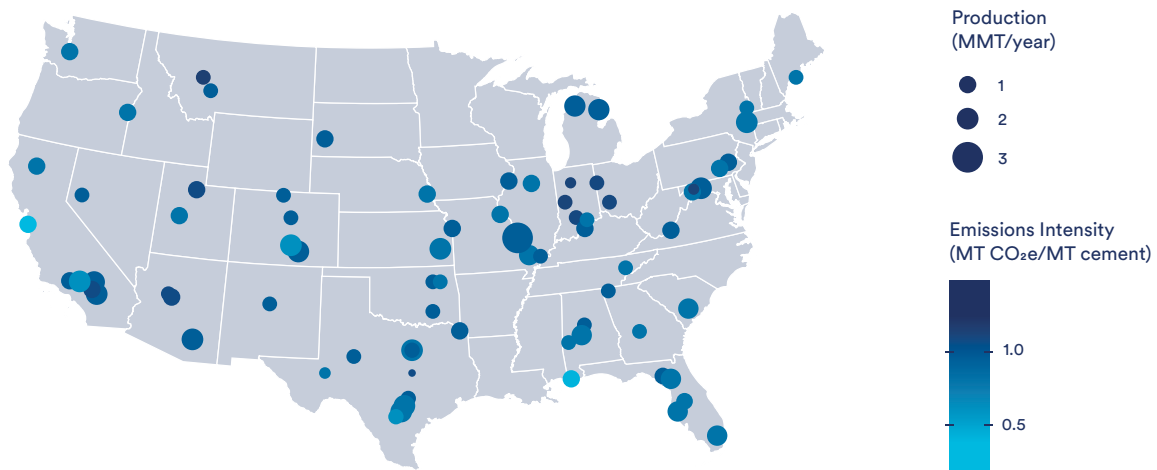 Production
(MMT/year)
1
2
3
Emissions Intensity
(MT CO₂e/MT cement)
1.0
0.5